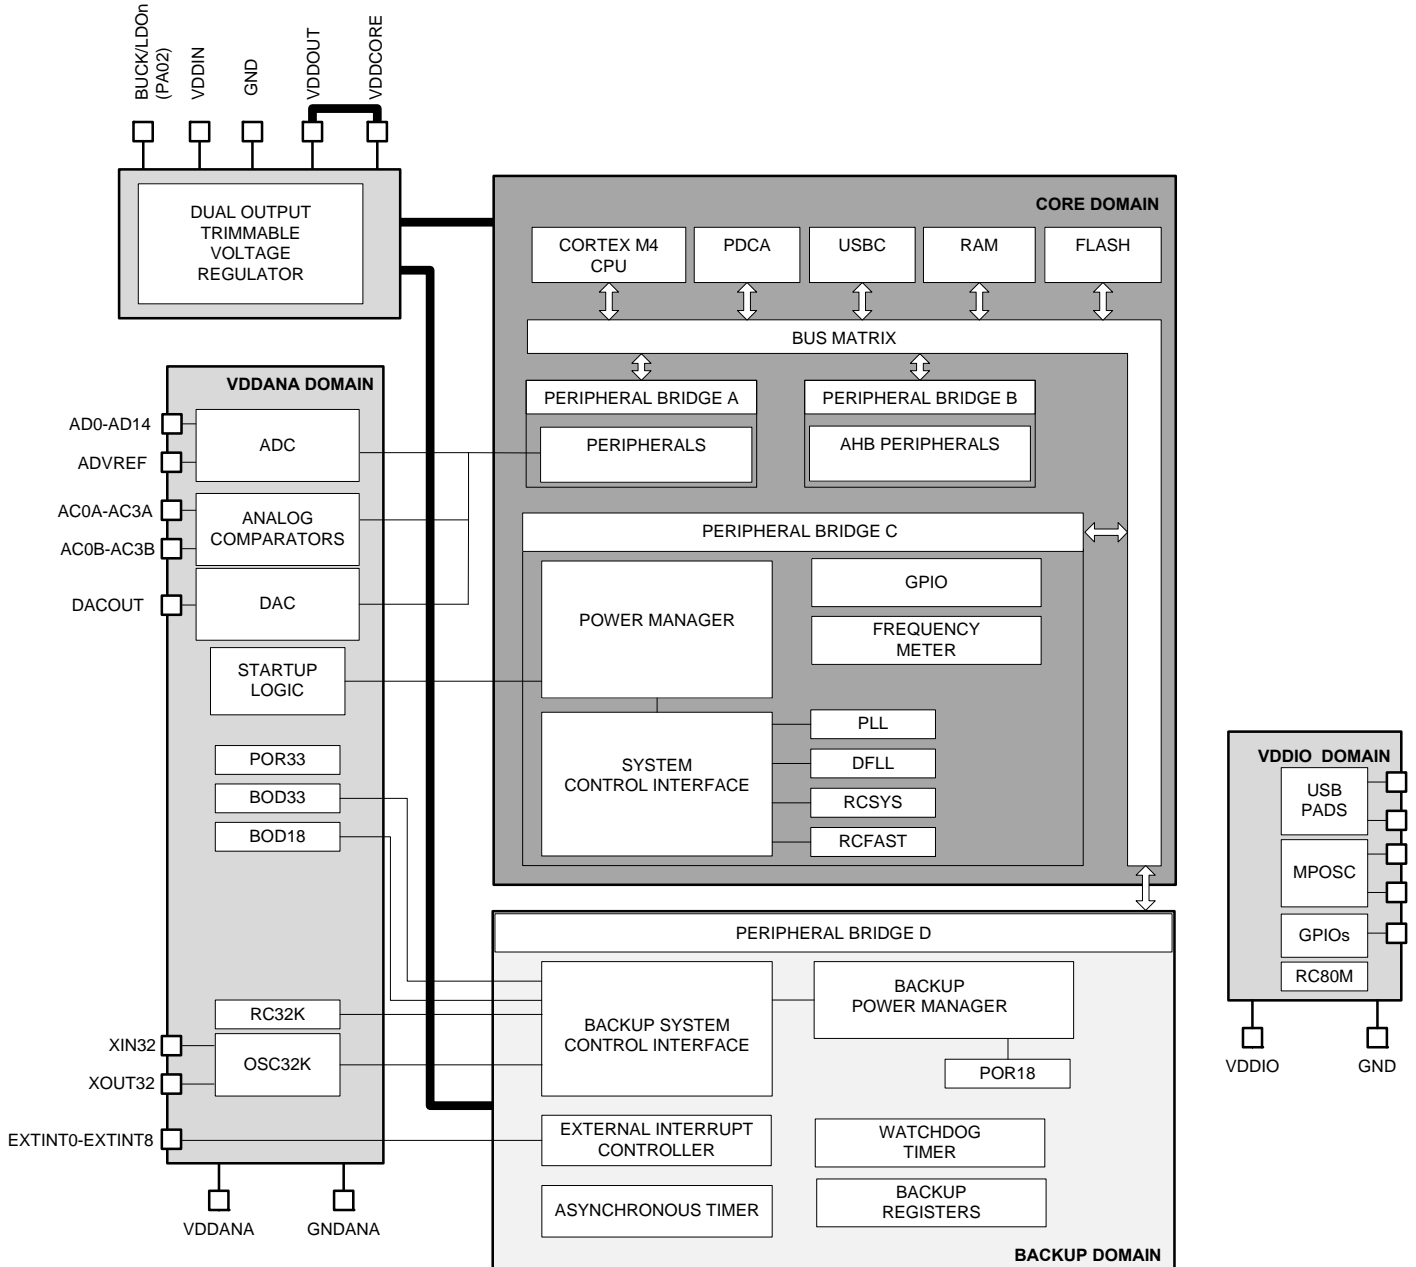 BUCK/LDOn
(PA02)
VDDIN
GND
VDDOUT
VDDCORE
DUAL OUTPUT
TRIMMABLE
VOLTAGE
REGULATOR
CORE DOMAIN
CORTEX M4
CPU
PDCA
USBC
RAM
FLASH
BUS MATRIX
PERIPHERAL BRIDGE A
PERIPHERALS
PERIPHERAL BRIDGE B
AHB PERIPHERALS
PERIPHERAL BRIDGE C
POWER MANAGER
GPIO
FREQUENCY
METER
SYSTEM
CONTROL INTERFACE
PLL
DFLL
RCSYS
RCFAST
VDDANA DOMAIN
AD0-AD14
ADVREF
ADC
AC0A-AC3A
AC0B-AC3B
ANALOG
COMPARATORS
DACOUT
DAC
STARTUP
LOGIC
POR33
BOD33
BOD18
RC32K
XIN32
XOUT32
OSC32K
EXTINT0-EXTINT8
VDDANA
GNDANA
PERIPHERAL BRIDGE D
BACKUP SYSTEM
CONTROL INTERFACE
BACKUP
POWER MANAGER
POR18
EXTERNAL INTERRUPT
CONTROLLER
WATCHDOG
TIMER
ASYNCHRONOUS TIMER
BACKUP
REGISTERS
BACKUP DOMAIN
VDDIO DOMAIN
USB
PADS
MPOSC
GPIOs
RC80M
VDDIO
GND